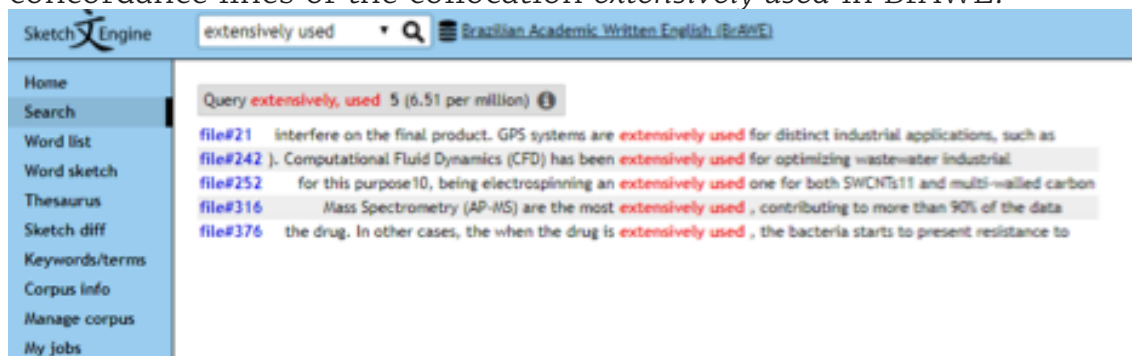 concordance lines of the collocation extensively used in BrAWE:
Sketch Engine
extensively used
Brazilian Academic Written English (BrAWE)
Home
Search
Word list
Word sketch
Thesaurus
Sketch diff
Keywords/terms
Corpus info
Manage corpus
My jobs
Query extensively, used 5 (6.51 per million)
file#21 interfere on the final product. GPS systems are extensively used for distinct industrial applications, such as
file#242 ). Computational Fluid Dynamics (CFD) has been extensively used for optimizing wastewater industrial
file#252 for this purpose10, being electrospinning an extensively used one for both SWCNTs11 and multi-walled carbon
file#316 Mass Spectrometry (AP-MS) are the most extensively used , contributing to more than 90% of the data
file#376 the drug. In other cases, the when the drug is extensively used , the bacteria starts to present resistance to